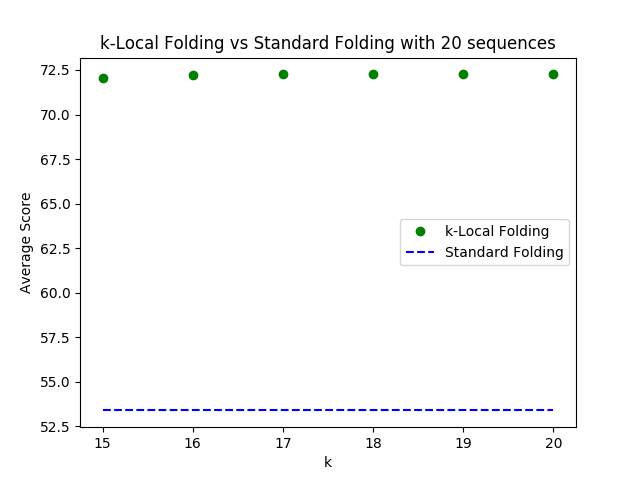 k-Local Folding vs Standard Folding with 20 sequences
72.5
70.0
67.5
65.0
62.5
60.0
57.5
55.0
52.5
Average Score
k-Local Folding
Standard Folding
15 16 17 18 19 20
k